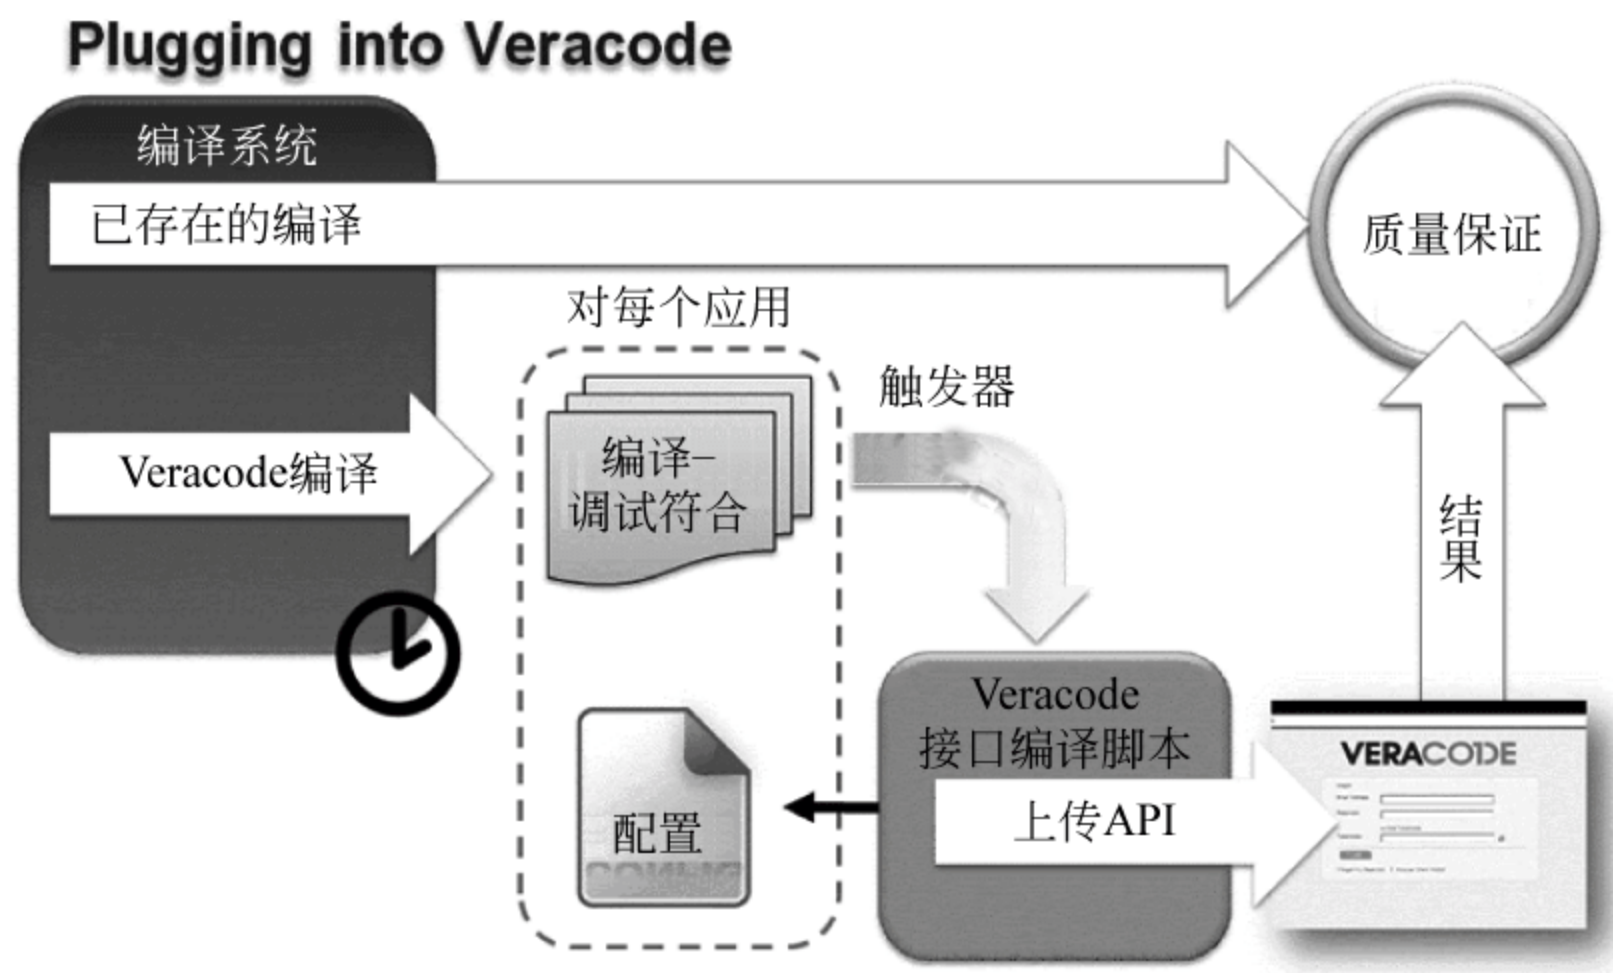 Plugging into Veracode
编译系统
已存在的编译
质量保证
对每个应用
触发器
编译–
调试符合
Veracode编译
结果
Veracode
接口编译脚本
VERACODE
上传API
配置
CONFIG